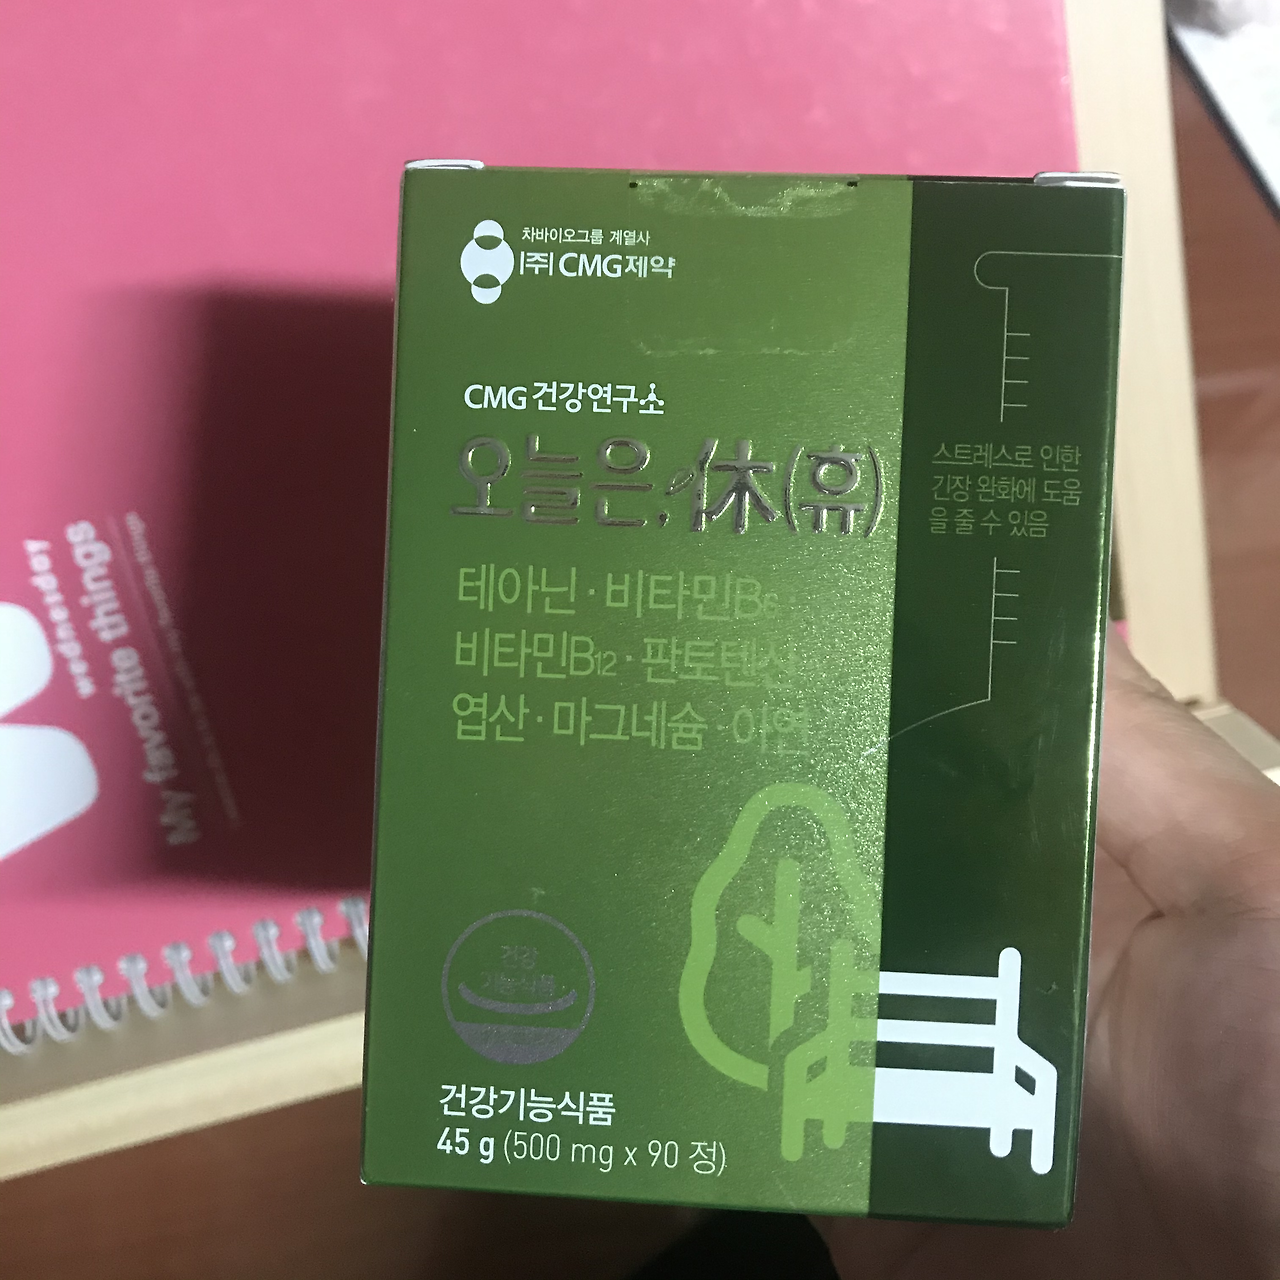 차바이오그룹 계열사
(주) CMG제약
CMG 건강연구소
오늘은, 休(휴)
테아닌 · 비타민B6
비타민B12 · 판토텐산
엽산 · 마그네슘 · 아연
스트레스로 인한
긴장 완화에 도움
을 줄 수 있음
건강
기능식품
건강기능식품
45 g (500 mg x 90 정)
wednesday
My favorite things